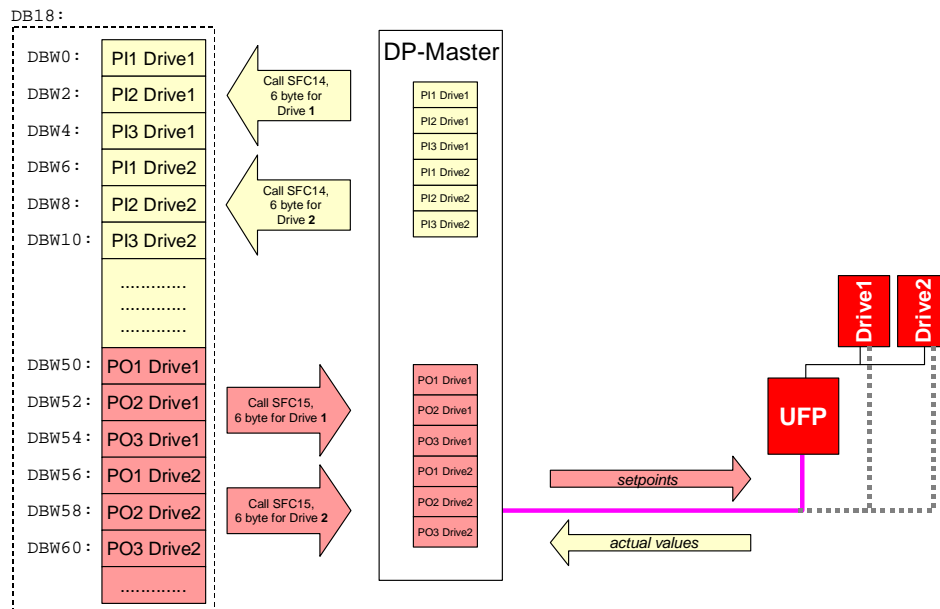 DB18:
DBW0:
PI1 Drive1
DBW2:
PI2 Drive1
DBW4:
PI3 Drive1
DBW6:
PI1 Drive2
DBW8:
PI2 Drive2
DBW10:
PI3 Drive2
.............
.............
.............
DBW50:
PO1 Drive1
DBW52:
PO2 Drive1
DBW54:
PO3 Drive1
DBW56:
PO1 Drive2
DBW58:
PO2 Drive2
DBW60:
PO3 Drive2
.............
Call SFC14,
6 byte for
Drive 1
Call SFC14,
6 byte for
Drive 2
Call SFC15,
6 byte for Drive 1
Call SFC15,
6 byte for Drive 2
DP-Master
PI1 Drive1
PI2 Drive1
PI3 Drive1
PI1 Drive2
PI2 Drive2
PI3 Drive2
PO1 Drive1
PO2 Drive1
PO3 Drive1
PO1 Drive2
PO2 Drive2
PO3 Drive2
setpoints
actual values
Drive1
Drive2
UFP